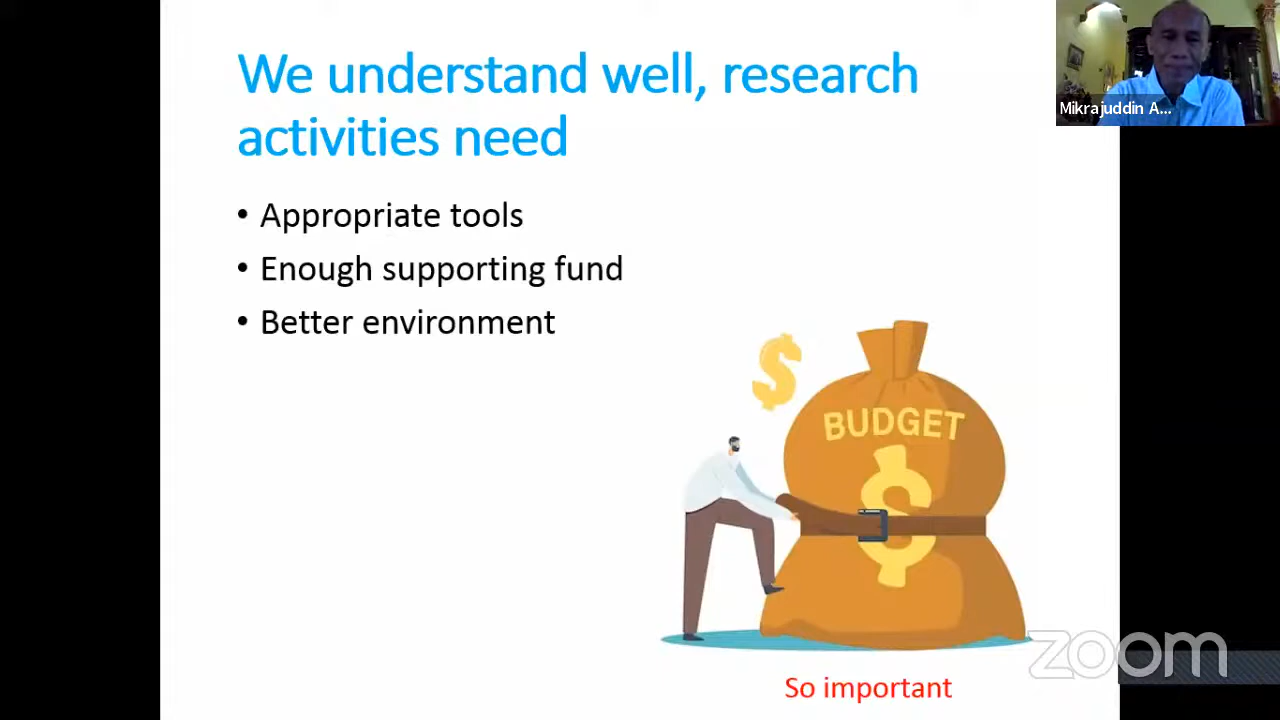 We understand well, research
activities need
• Appropriate tools
• Enough supporting fund
• Better environment
BUDGET
$
$
So important
Mikrajuddin A...
zoom